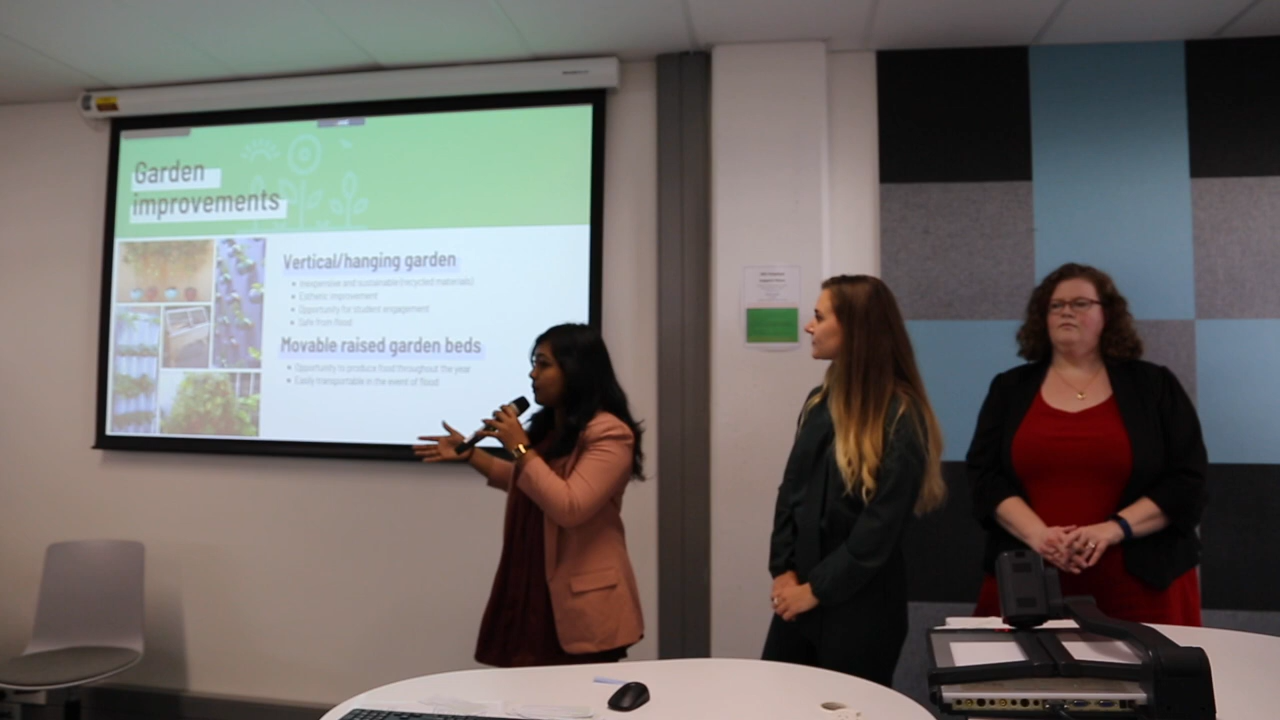 Garden
improvements
Vertical/hanging garden
Inexpensive and sustainable(recycled materials)
Esthetic improvement
Opportunity for student engagement
Safe from flood
Movable raised garden beds
Opportunity to produce food throughout the year
Easily transportable in the event of flood